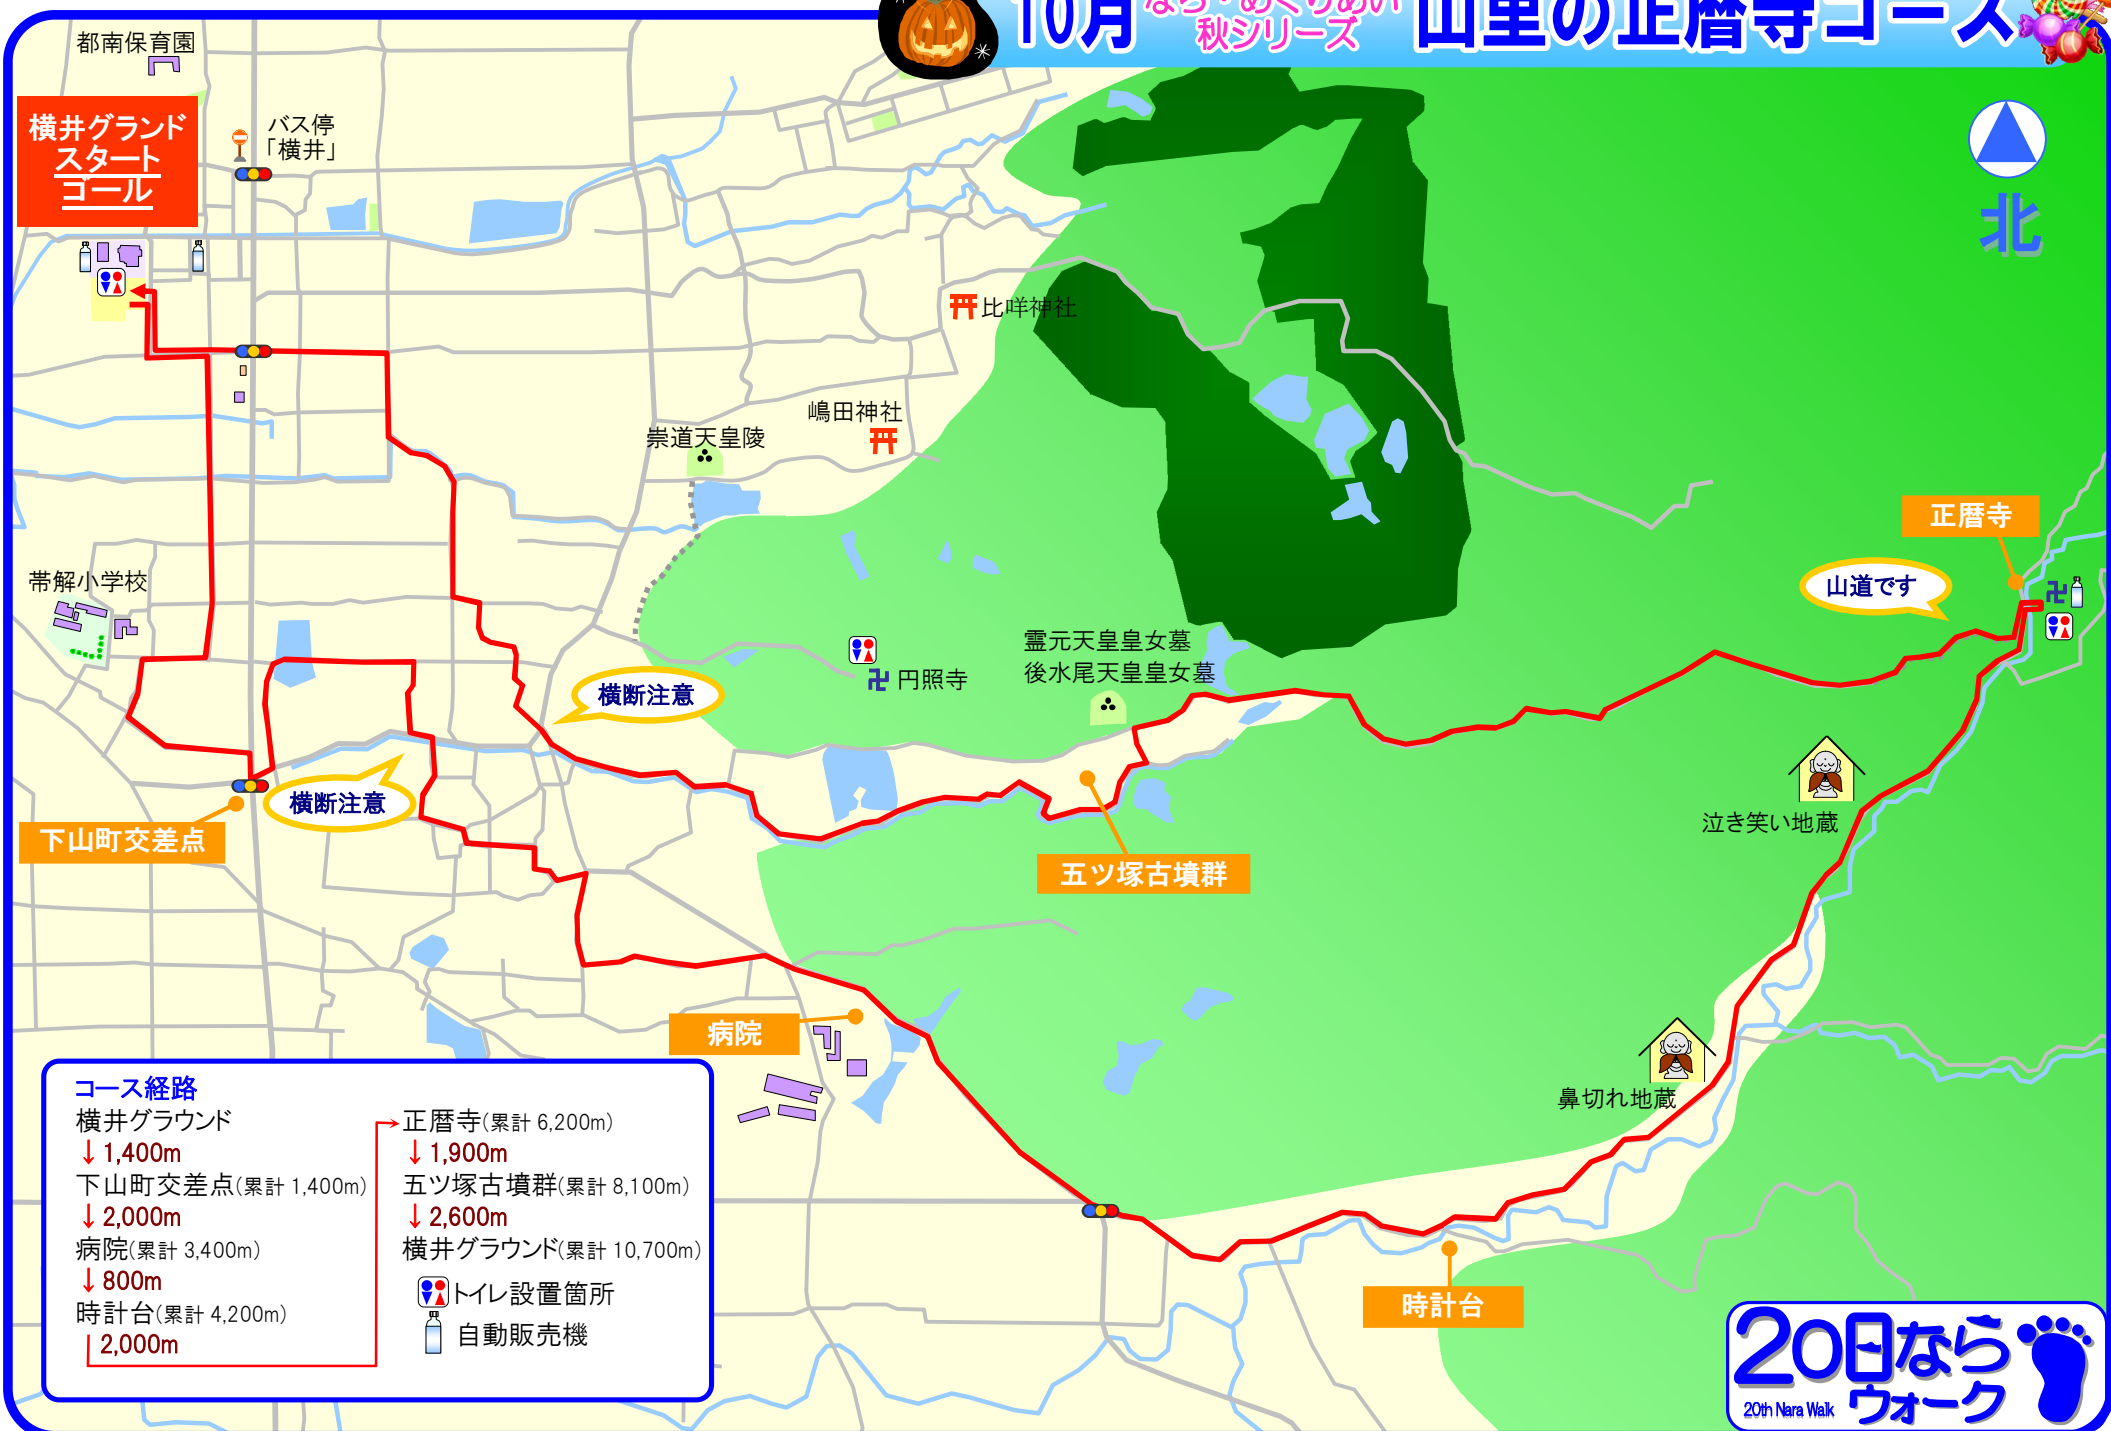 10月
なら・めぐりあい
秋シリーズ
山里の正暦寺コース
都南保育園
横井グランド
スタート
ゴール
バス停
「横井」
北
比咩神社
嶋田神社
崇道天皇陵
正暦寺
山道です
帯解小学校
霊元天皇皇女墓
後水尾天皇皇女墓
円照寺
横断注意
横断注意
下山町交差点
五ツ塚古墳群
泣き笑い地蔵
病院
鼻切れ地蔵
時計台
コース経路
横井グラウンド
↓1,400m
下山町交差点(累計 1,400m)
↓2,000m
病院(累計 3,400m)
↓800m
時計台(累計 4,200m)
2,000m
正暦寺(累計 6,200m)
↓1,900m
五ツ塚古墳群(累計 8,100m)
↓2,600m
横井グラウンド(累計 10,700m)
トイレ設置箇所
自動販売機
20日なら
ウォーク
20th Nara Walk